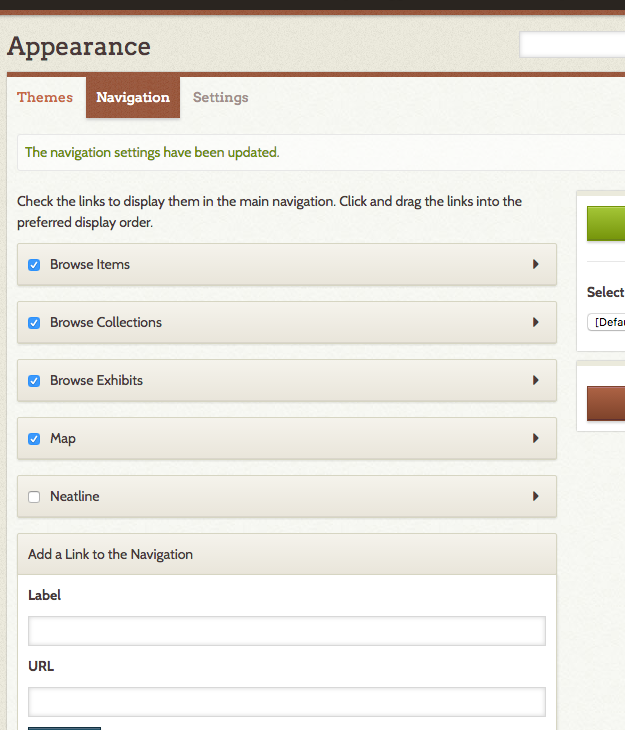 Appearance
Themes
Navigation
Settings
The navigation settings have been updated.
Check the links to display them in the main navigation. Click and drag the links into the
preferred display order.
Browse Items
Browse Collections
Browse Exhibits
Map
Neatline
Add a Link to the Navigation
Label
URL
Select
[Defau